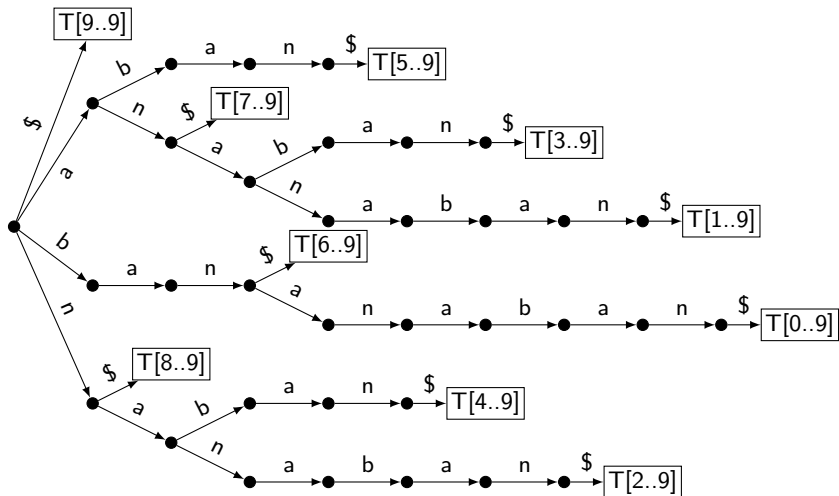 T[9..9]
$
a
b
a
n
$
T[5..9]
n
$
T[7..9]
a
b
a
n
$
T[3..9]
n
a
b
a
n
$
T[1..9]
b
a
n
$
T[6..9]
a
n
a
b
a
n
$
T[0..9]
n
$
T[8..9]
a
b
a
n
$
T[4..9]
n
a
b
a
n
$
T[2..9]